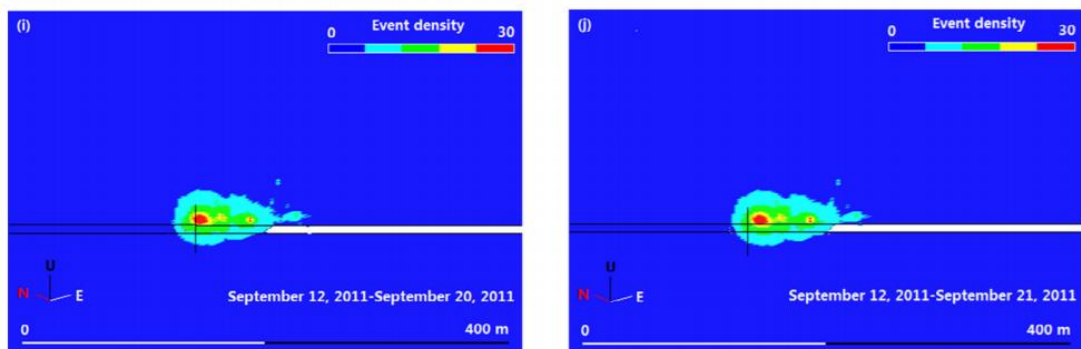 (i) Event density
0 30
U
N E
September 12, 2011-September 20, 2011
0 400 m
(j) Event density
0 30
U
N E
September 12, 2011-September 21, 2011
0 400 m